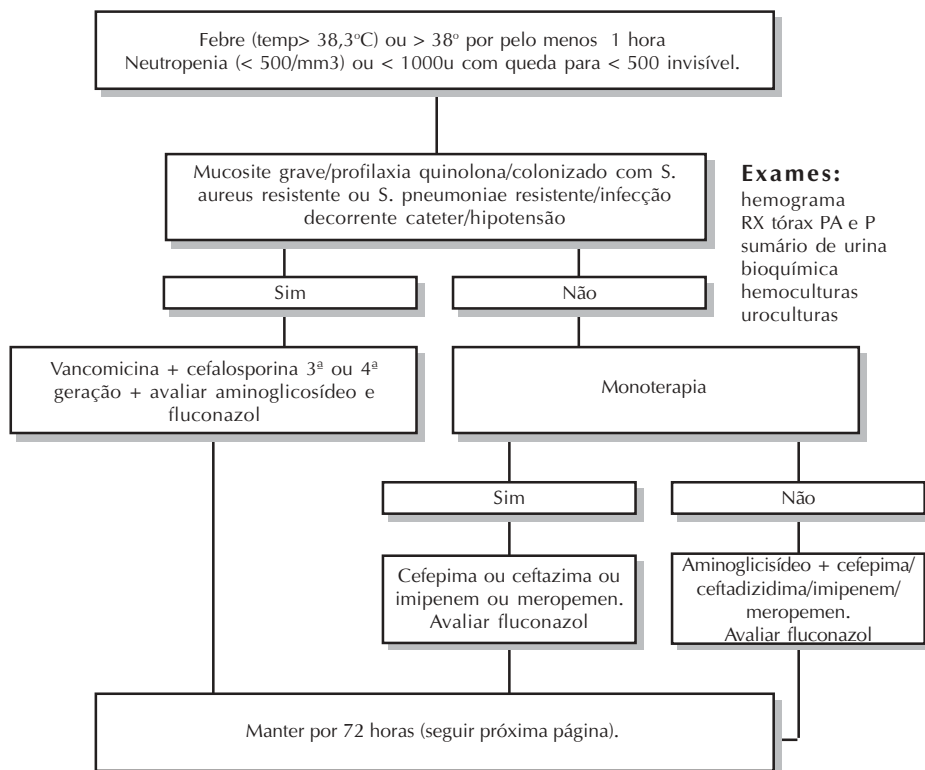 Febre (temp> 38,3ºC) ou > 38º por pelo menos 1 hora
Neutropenia (< 500/mm3) ou < 1000u com queda para < 500 invisível.
Mucosite grave/profilaxia quinolona/colonizado com S.
aureus resistente ou S. pneumoniae resistente/infecção
decorrente cateter/hipotensão
Exames:
hemograma
RX tórax PA e P
sumário de urina
bioquímica
hemoculturas
uroculturas
Sim
Não
Vancomicina + cefalosporina 3ª ou 4ª
geração + avaliar aminoglicosídeo e
fluconazol
Monoterapia
Sim
Não
Cefepima ou ceftazima ou
imipenem ou meropemen.
Avaliar fluconazol
Aminoglicisídeo + cefepima/
ceftadizidima/imipenem/
meropemen.
Avaliar fluconazol
Manter por 72 horas (seguir próxima página).